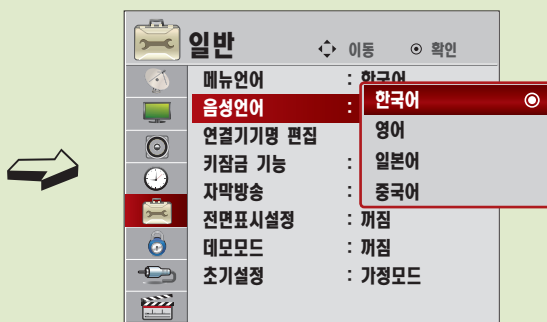 일반 이동 ⊙ 확인
메뉴언어 : 한국어
음성언어 :
연결기기명 편집
키잠금 기능 :
자막방송 :
전면표시설정 : 꺼짐
데모모드 : 꺼짐
초기설정 : 가정모드
한국어
영어
일본어
중국어